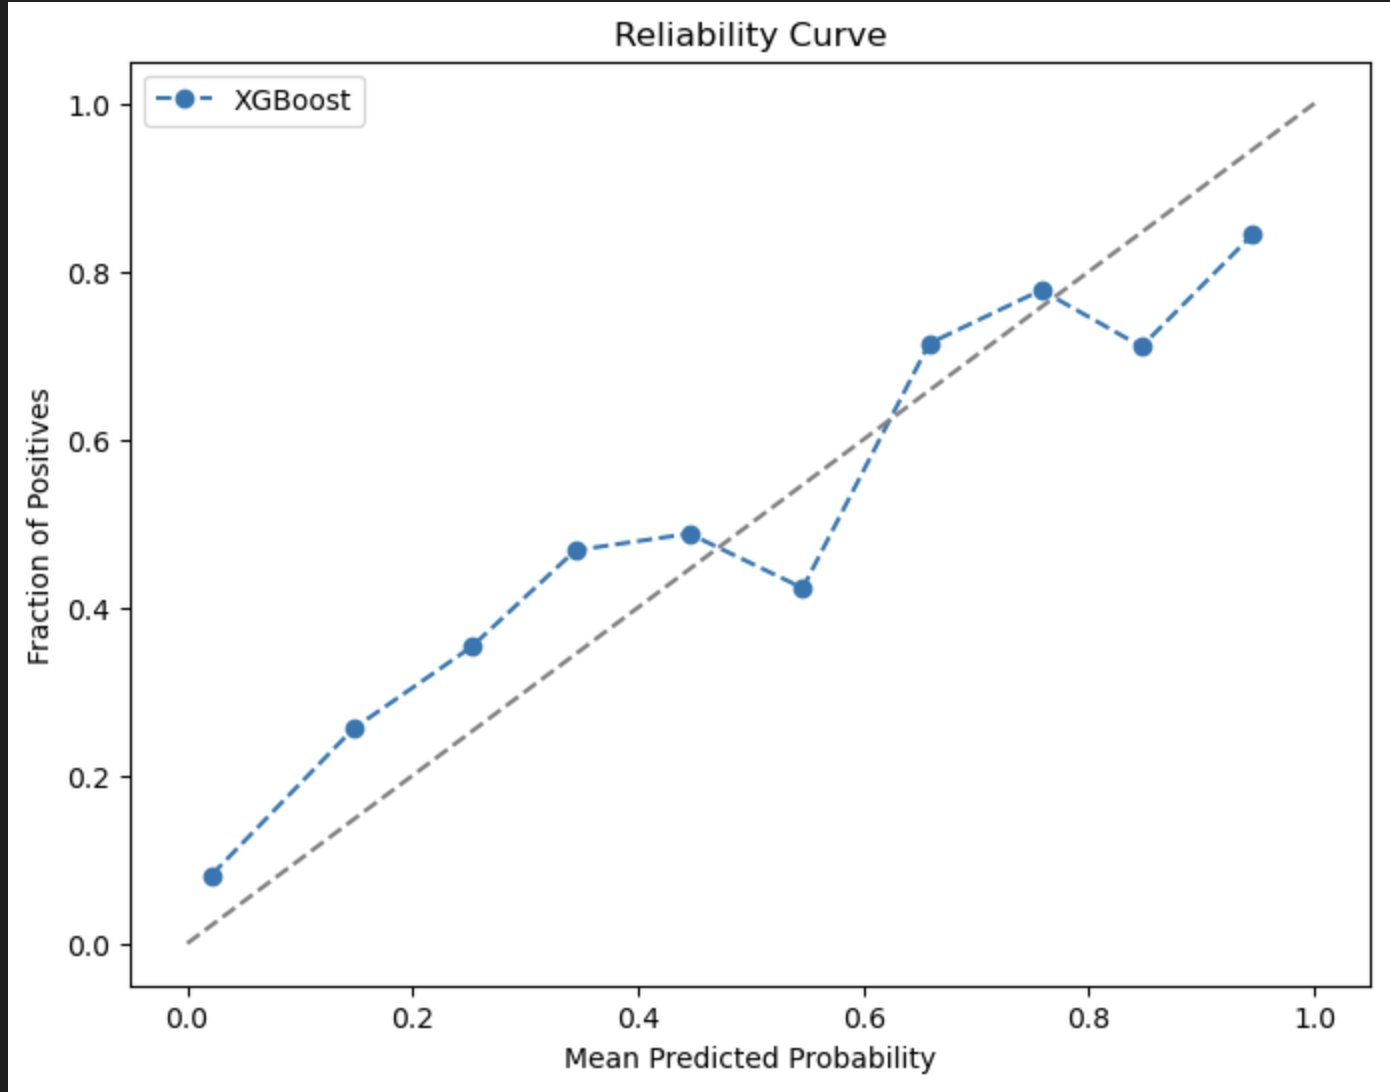 Reliability Curve
XGBoost
1.0
0.8
0.6
0.4
0.2
0.0
Fraction of Positives
0.0 0.2 0.4 0.6 0.8 1.0
Mean Predicted Probability